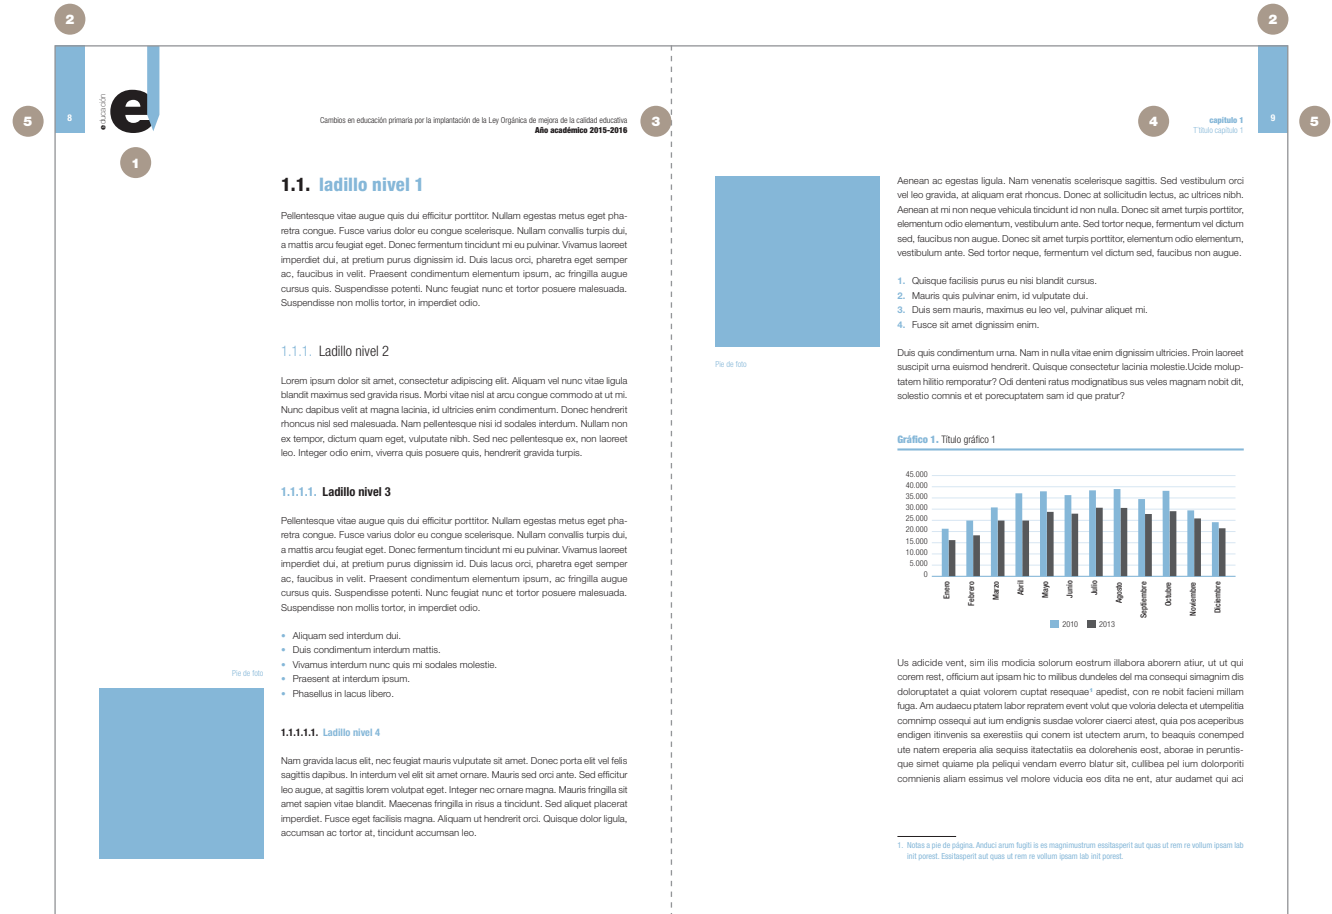 2
2
5
8
educación
e
1
Cambios en educación primaria por la implantación de la Ley Orgánica de mejora de la calidad educativa
Año académico 2015-2016
3
4
capítulo 1
Título capítulo 1
9
5
1.1. ladillo nivel 1
Pellentesque vitae augue quis dui efficitur porttitor. Nullam egestas metus eget pha-
retra congue. Fusce varius dolor eu congue scelerisque. Nullam convallis turpis dui,
a mattis arcu feugiat eget. Donec fermentum tincidunt mi eu pulvinar. Vivamus laoreet
imperdiet dui, at pretium purus dignissim id. Duis lacus orci, pharetra eget semper
ac, faucibus in velit. Praesent condimentum elementum ipsum, ac fringilla augue
cursus quis. Suspendisse potenti. Nunc feugiat nunc et tortor posuere malesuada.
Suspendisse non mollis tortor, in imperdiet odio.
1.1.1. Ladillo nivel 2
Lorem ipsum dolor sit amet, consectetur adipiscing elit. Aliquam vel nunc vitae ligula
blandit maximus sed gravida risus. Morbi vitae nisl at arcu congue commodo at ut mi.
Nunc dapibus velit at magna lacinia, id ultricies enim condimentum. Donec hendrerit
rhoncus nisl sed malesuada. Nam pellentesque nisi id sodales interdum. Nullam non
ex tempor, dictum quam eget, vulputate nibh. Sed nec pellentesque ex, non laoreet
leo. Integer odio enim, viverra quis posuere quis, hendrerit gravida turpis.
1.1.1.1. Ladillo nivel 3
Pellentesque vitae augue quis dui efficitur porttitor. Nullam egestas metus eget pha-
retra congue. Fusce varius dolor eu congue scelerisque. Nullam convallis turpis dui,
a mattis arcu feugiat eget. Donec fermentum tincidunt mi eu pulvinar. Vivamus laoreet
imperdiet dui, at pretium purus dignissim id. Duis lacus orci, pharetra eget semper
ac, faucibus in velit. Praesent condimentum elementum ipsum, ac fringilla augue
cursus quis. Suspendisse potenti. Nunc feugiat nunc et tortor posuere malesuada.
Suspendisse non mollis tortor, in imperdiet odio.
• Aliquam sed interdum dui.
• Duis condimentum interdum mattis.
• Vivamus interdum nunc quis mi sodales molestie.
• Praesent at interdum ipsum.
• Phasellus in lacus libero.
Pie de foto
1.1.1.1.1. Ladillo nivel 4
Nam gravida lacus elit, nec feugiat mauris vulputate sit amet. Donec porta elit vel felis
sagittis dapibus. In interdum vel elit sit amet ornare. Mauris sed orci ante. Sed efficitur
leo augue, at sagittis lorem volutpat eget. Integer nec ornare magna. Mauris fringilla sit
amet sapien vitae blandit. Maecenas fringilla in risus a tincidunt. Sed aliquet placerat
imperdiet. Fusce eget facilisis magna. Aliquam ut hendrerit orci. Quisque dolor ligula,
accumsan ac tortor at, tincidunt accumsan leo.
Pie de foto
Aenean ac egestas ligula. Nam venenatis scelerisque sagittis. Sed vestibulum orci
vel leo gravida, at aliquam erat rhoncus. Donec at sollicitudin lectus, ac ultrices nibh.
Aenean at mi non neque vehicula tincidunt id non nulla. Donec sit amet turpis porttitor,
elementum odio elementum, vestibulum ante. Sed tortor neque, fermentum vel dictum
sed, faucibus non augue. Donec sit amet turpis porttitor, elementum odio elementum,
vestibulum ante. Sed tortor neque, fermentum vel dictum sed, faucibus non augue.
1. Quisque facilisis purus eu nisi blandit cursus.
2. Mauris quis pulvinar enim, id vulputate dui.
3. Duis sem mauris, maximus eu leo vel, pulvinar aliquet mi.
4. Fusce sit amet dignissim enim.
Duis quis condimentum urna. Nam in nulla vitae enim dignissim ultricies. Proin laoreet
suscipit urna euismod hendrerit. Quisque consectetur lacinia molestie.Ucide molup-
tatem hilitio remporatur? Odi denteni ratus modignatibus sus veles magnam nobit dit,
solestio comnis et et porecuptatem sam id que pratur?
Gráfico 1. Título gráfico 1
45.000
40.000
35.000
30.000
25.000
20.000
15.000
10.000
5.000
0
Enero
Febrero
Marzo
Abril
Mayo
Junio
Julio
Agosto
Septiembre
Octubre
Noviembre
Diciembre
2010 2013
Us adicide vent, sim ilis modicia solorum eostrum illabora aborern atiur, ut ut qui
corem rest, officium aut ipsam hic to milibus dundeles del ma consequi simagnim dis
doloruptatet a quiat volorem cuptat resequae¹ apedist, con re nobit facieni millam
fuga. Am audaecu ptatem labor repratem event volut que voloria delecta et utempelitia
comnimp ossequi aut ium endignis susdae volorer ciaerci atest, quia pos aceperibus
endigen itinvenis sa exerestiis qui conem ist utectem arum, to beaquis conemped
ute natem ereperia alia sequiss itatectatiis ea dolorehenis eost, aborae in peruntis-
que simet quiame pla peliqui vendam everro blatur sit, cullibea pel ium dolorporiti
comnienis aliam essimus vel molore viducia eos dita ne ent, atur audamet qui aci
1. Notas a pie de página. Anduci arum fugiti is es magnimustrum essitasperit aut quas ut rem re vollum ipsam lab
init porest. Essitasperit aut quas ut rem re vollum ipsam lab init porest.